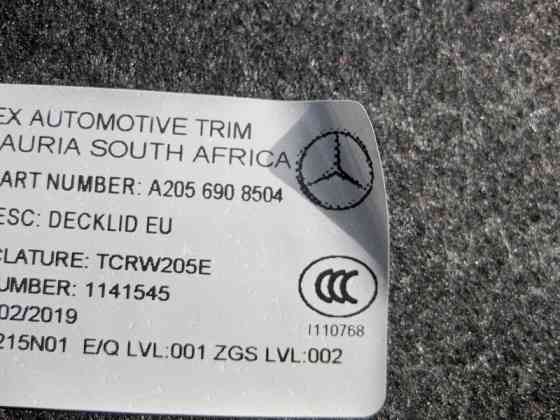 EX AUTOMOTIVE TRIM
AURIA SOUTH AFRICA
ART NUMBER: A205 690 8504
ESC: DECKLID EU
CLATURE: TCRW205E
UMBER: 1141545
02/2019
CCC
I110768
215N01 E/Q LVL:001 ZGS LVL:002